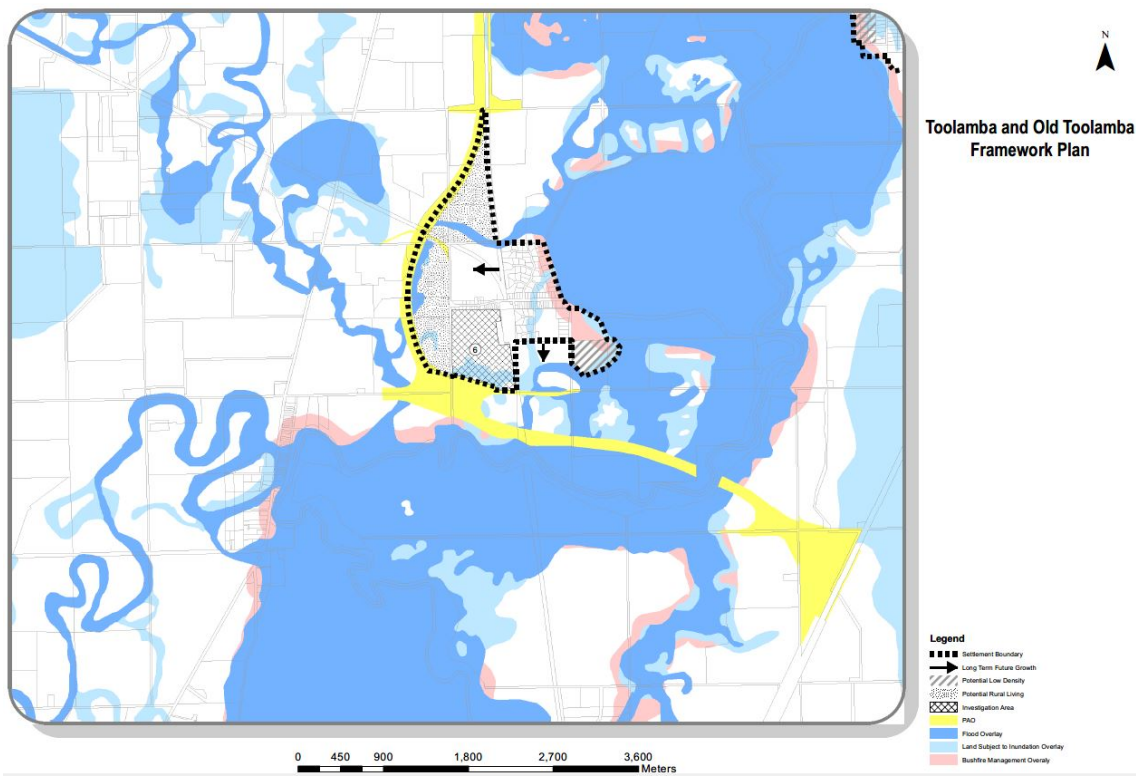 N
Toolamba and Old Toolamba
Framework Plan
6
Legend
Settlement Boundary
Long Term Future Growth
Potential Low Density
Potential Rural Living
Investigation Area
PAO
Flood Overlay
Land Subject to Inundation Overlay
Bushfire Management Overaly
0 450 900 1,800 2,700 3,600
Meters